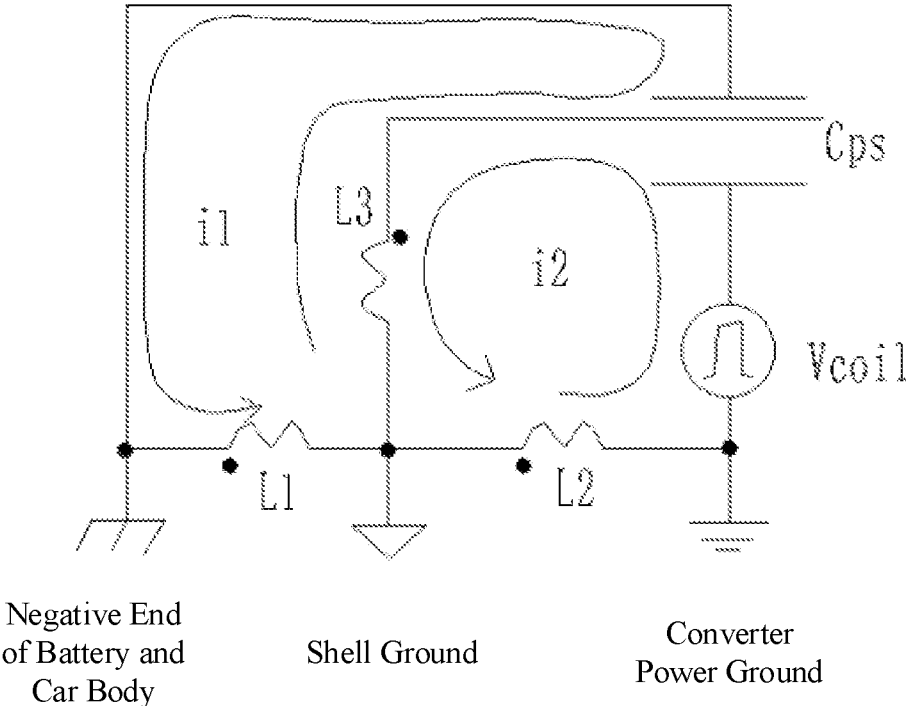 Cps
L3
i1
i2
Vcoil
L1
L2
Negative End
of Battery and
Car Body
Shell Ground
Converter
Power Ground